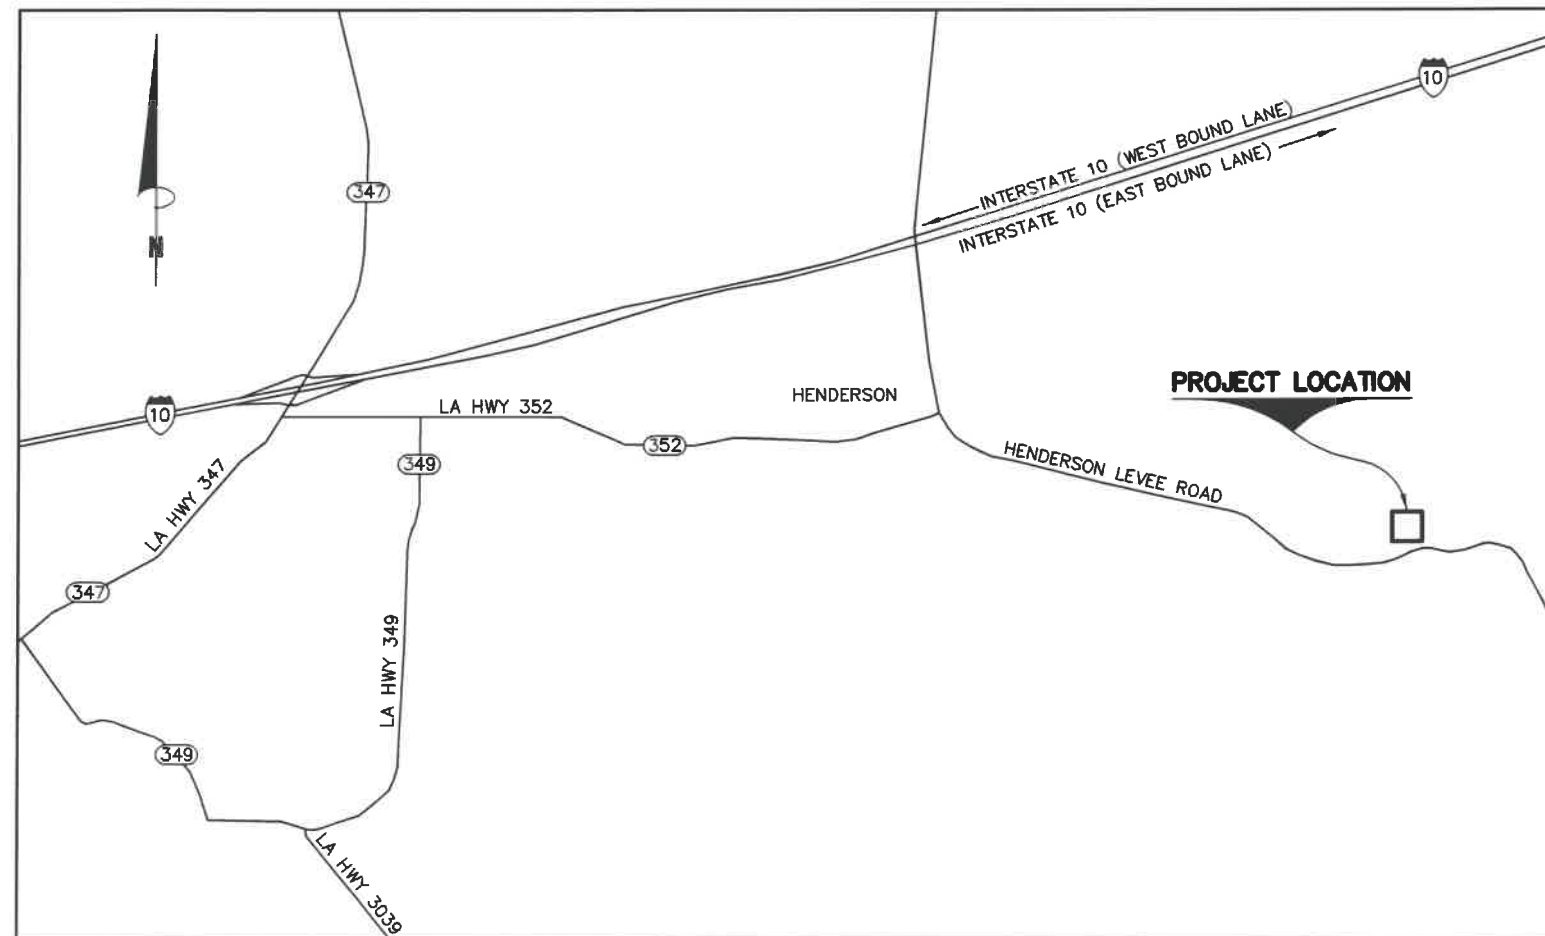 10
INTERSTATE 10 (WEST BOUND LANE)
INTERSTATE 10 (EAST BOUND LANE)
347
N
PROJECT LOCATION
HENDERSON
10
LA HWY 352
352
349
HENDERSON LEVEE ROAD
LA HWY 347
347
LA HWY 349
349
LA HWY 3039